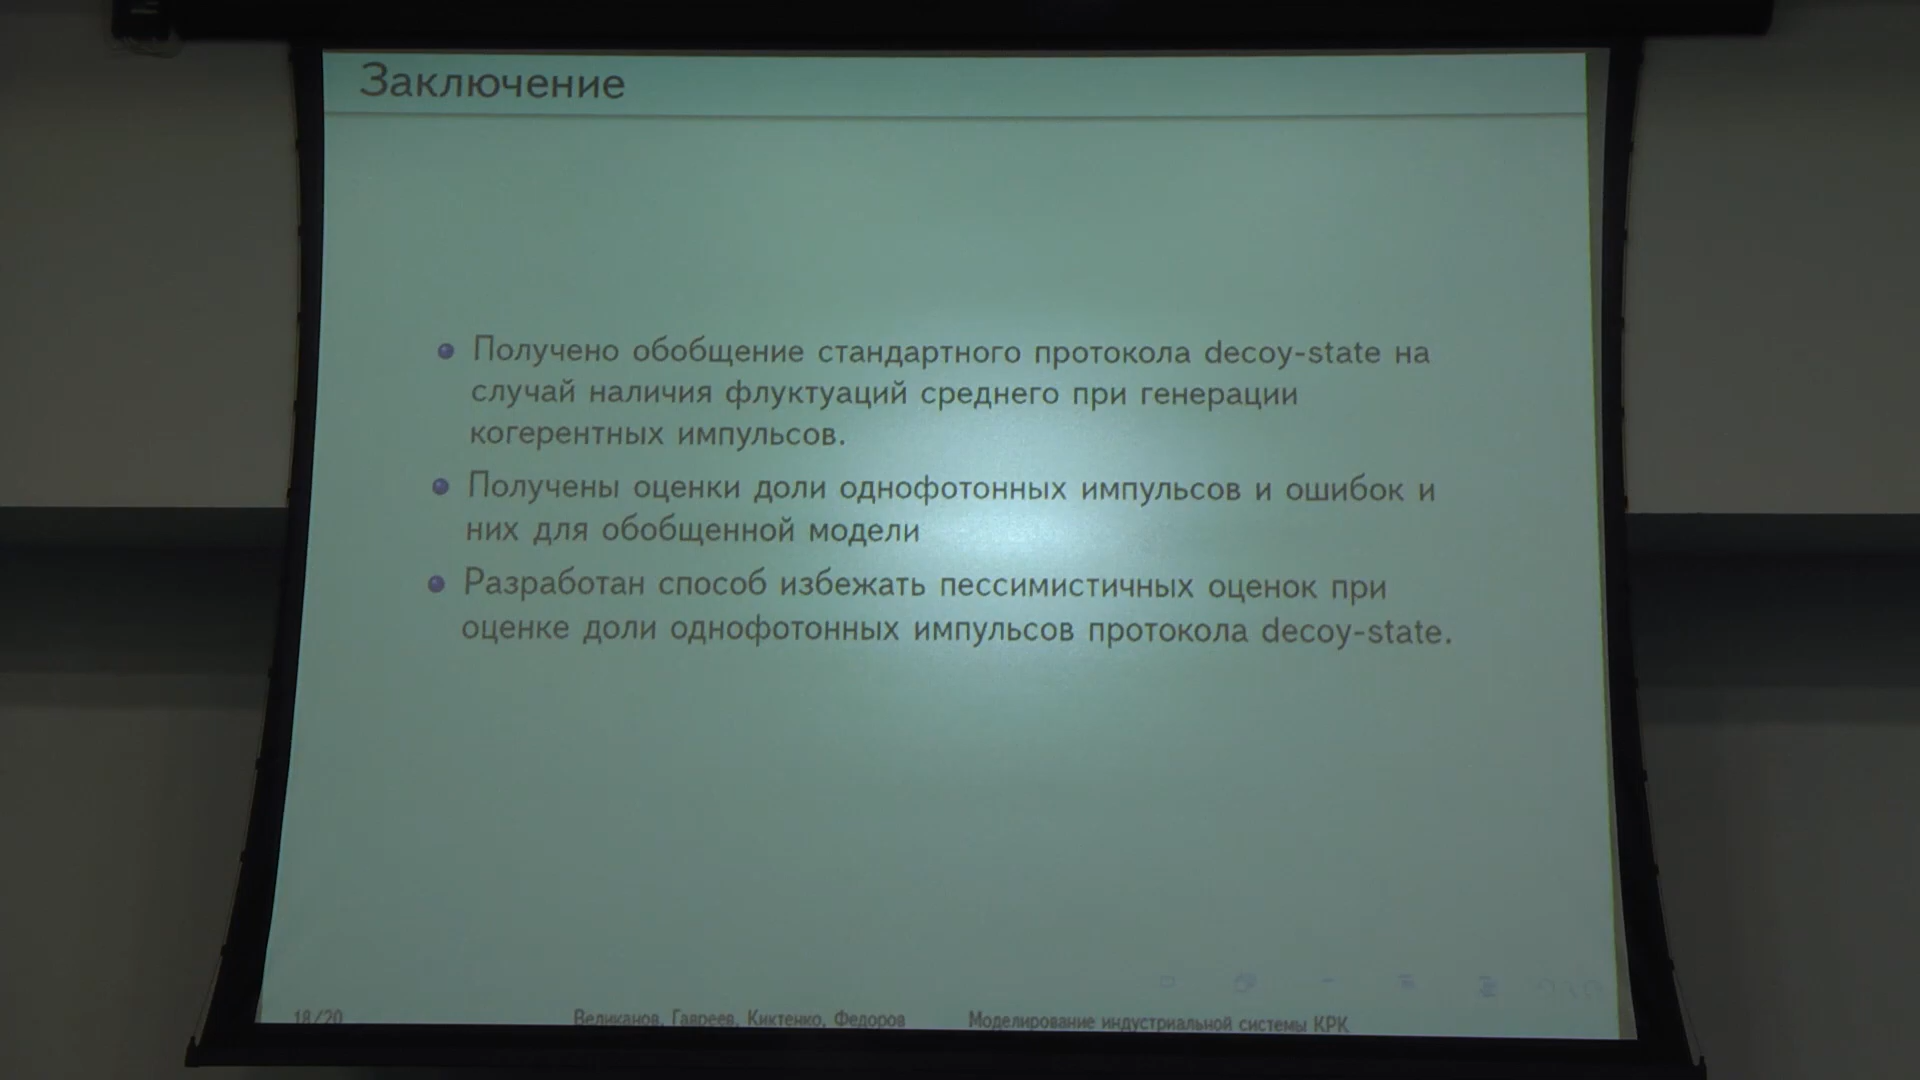 Заключение
Получено обобщение стандартного протокола decoy-state на
случай наличия флуктуаций среднего при генерации
когерентных импульсов.
Получены оценки доли однофотонных импульсов и ошибок и
них для обобщенной модели
Разработан способ избежать пессимистичных оценок при
оценке доли однофотонных импульсов протокола decoy-state.
18/20 Великанов, Гавреев, Киктенко, Федоров Моделирование индустриальной системы КРК